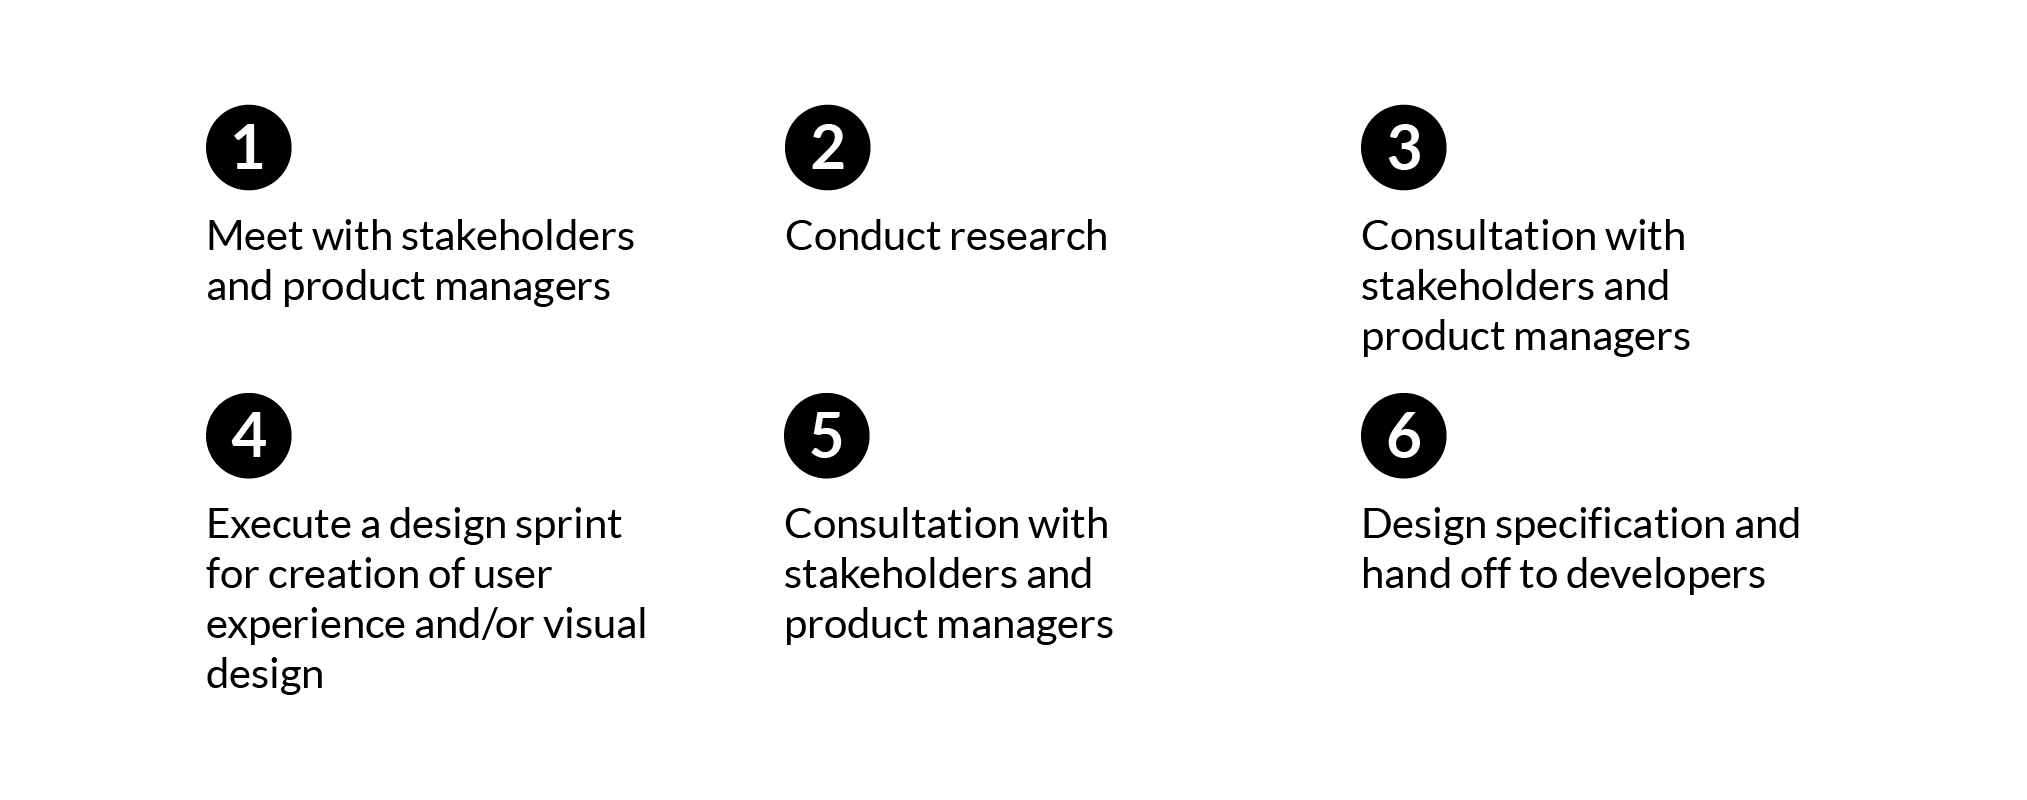 1
Meet with stakeholders
and product managers
2
Conduct research
3
Consultation with
stakeholders and
product managers
4
Execute a design sprint
for creation of user
experience and/or visual
design
5
Consultation with
stakeholders and
product managers
6
Design specification and
hand off to developers